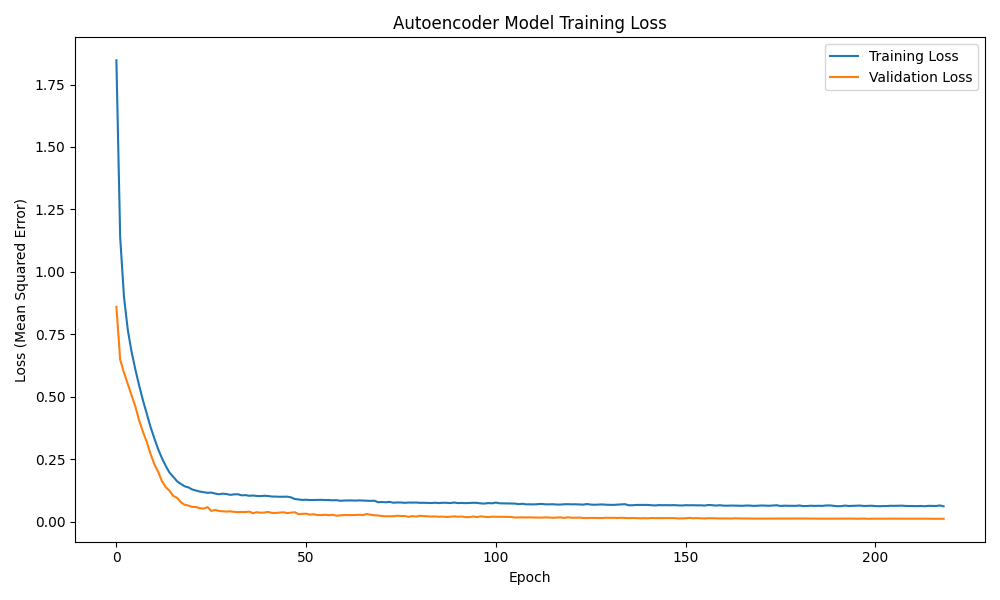 Autoencoder Model Training Loss
Training Loss
Validation Loss
1.75
1.50
1.25
1.00
0.75
0.50
0.25
0.00
Loss (Mean Squared Error)
0 50 100 150 200
Epoch